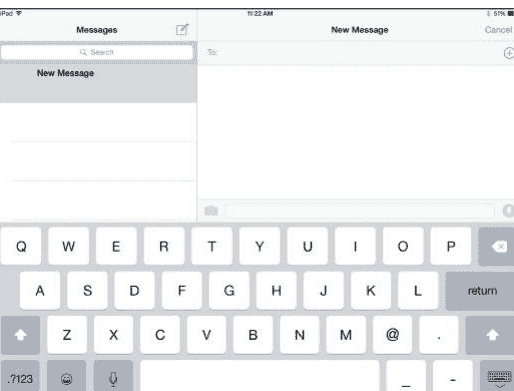 iPad 11:22 AM 61%
Messages New Message Cancel
Search To:
New Message
Q W E R T Y U I O P
A S D F G H J K L return
Z X C V B N M @ .
.?123 _ -